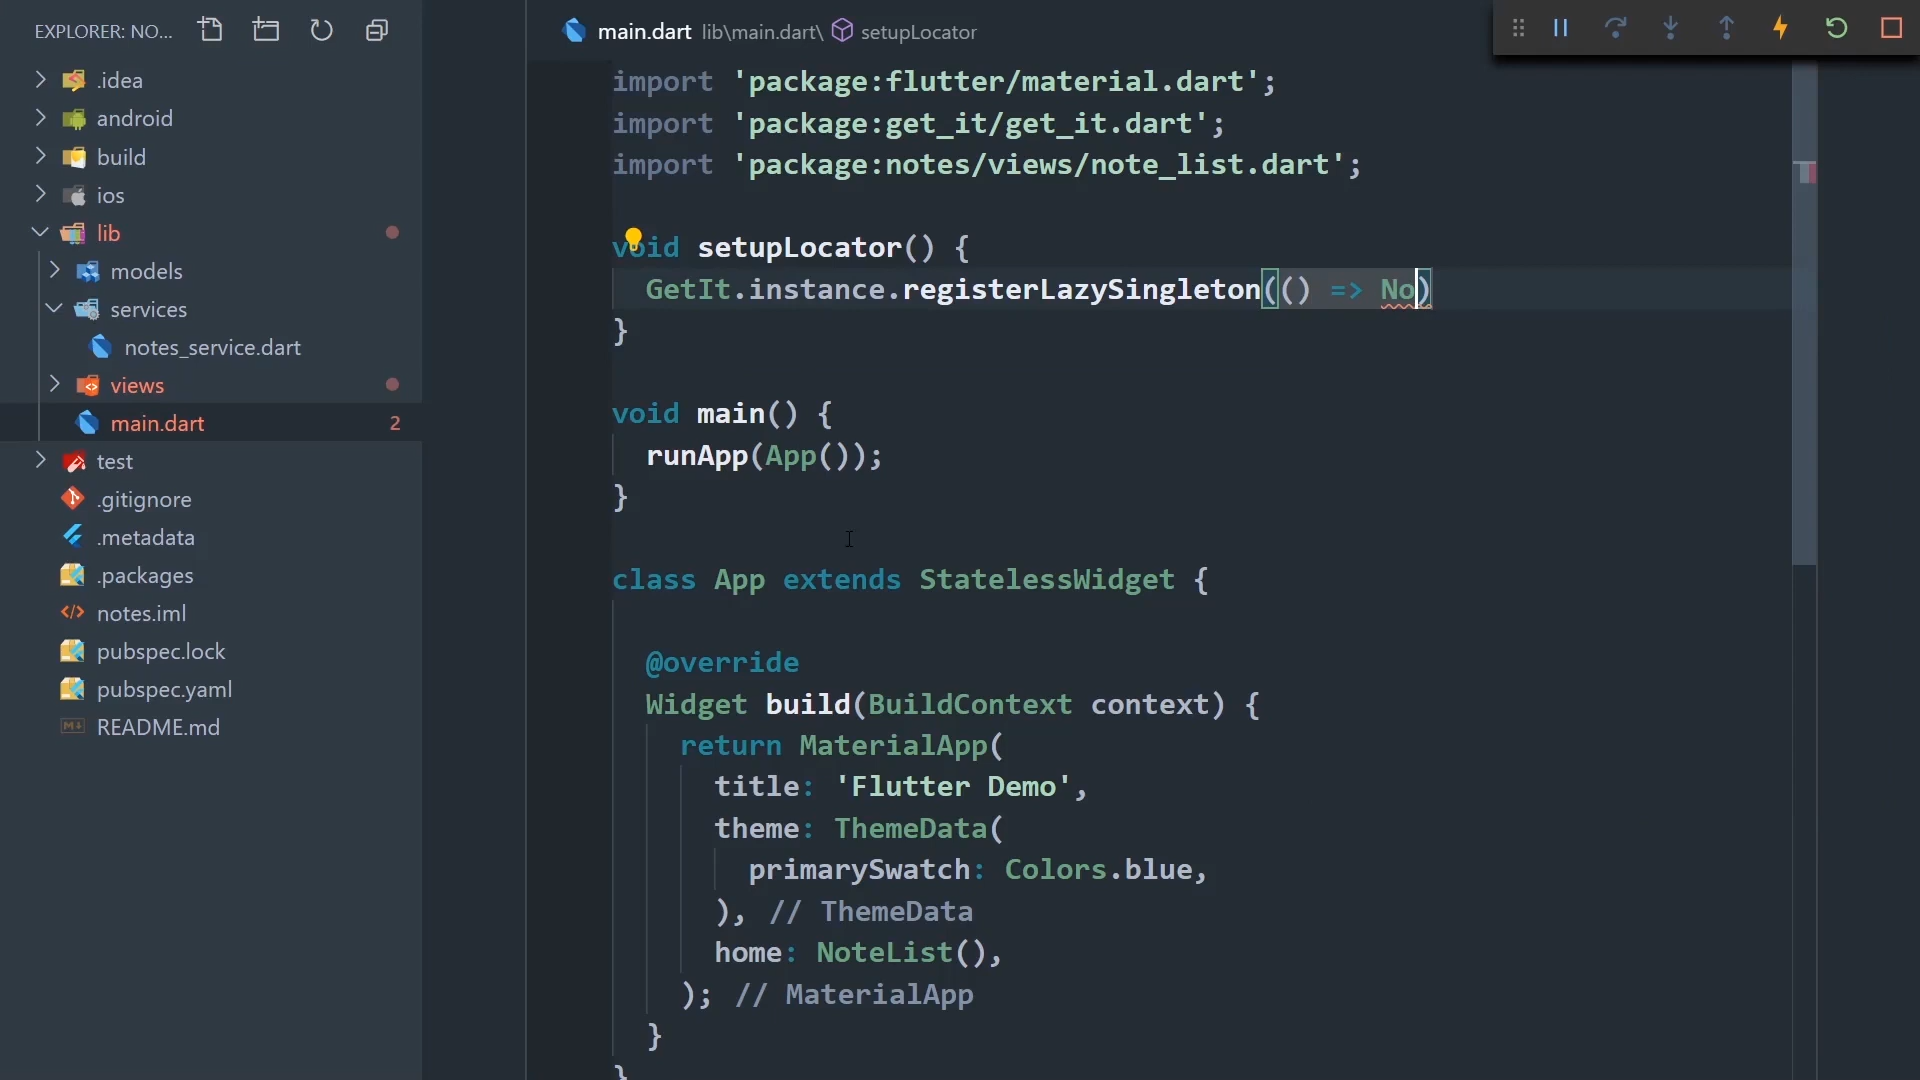 EXPLORER: NO...
.idea
android
build
ios
lib
models
services
notes_service.dart
views
main.dart 2
test
.gitignore
.metadata
.packages
notes.iml
pubspec.lock
pubspec.yaml
README.md
main.dart lib\main.dart\ setupLocator
import 'package:flutter/material.dart';
import 'package:get_it/get_it.dart';
import 'package:notes/views/note_list.dart';
void setupLocator() {
GetIt.instance.registerLazySingleton(() => No)
}
void main() {
runApp(App());
}
class App extends StatelessWidget {
@override
Widget build(BuildContext context) {
return MaterialApp(
title: 'Flutter Demo',
theme: ThemeData(
primarySwatch: Colors.blue,
), // ThemeData
home: NoteList(),
); // MaterialApp
}
}